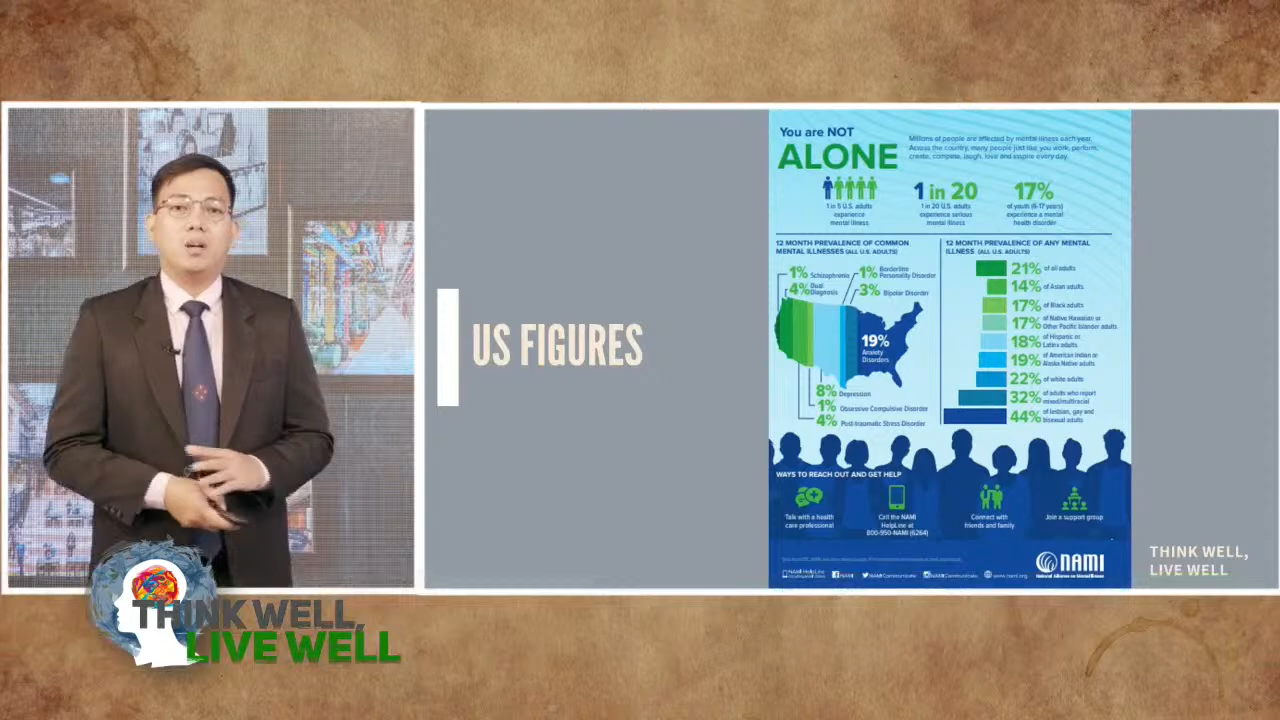 US FIGURES
You are NOT
ALONE
Millions of people are affected by mental illness each year.
Across the country, many people just like you work, perform,
create, compete, laugh, love and inspire every day.
1 in 5 U.S. adults
experience
mental illness
1 in 20
1 in 20 U.S. adults
experience serious
mental illness
17%
of youth (6-17 years)
experience a mental
health disorder
12 MONTH PREVALENCE OF COMMON
MENTAL ILLNESSES (ALL U.S. ADULTS)
1% Schizophrenia
4% Dual
Diagnosis
1% Borderline
Personality Disorder
3% Bipolar Disorder
19%
Anxiety
Disorders
8% Depression
1% Obsessive Compulsive Disorder
4% Post-traumatic Stress Disorder
12 MONTH PREVALENCE OF ANY MENTAL
ILLNESS (ALL U.S. ADULTS)
21% of all adults
14% of Asian adults
17% of Black adults
17% of Native Hawaiian or
Other Pacific Islander adults
18% of Hispanic or
Latinx adults
19% of American Indian or
Alaska Native adults
22% of white adults
32% of adults who report
mixed/multiracial
44% of lesbian, gay and
bisexual adults
WAYS TO REACH OUT AND GET HELP
Talk with a health
care professional
Call the NAMI
HelpLine at
800-950-NAMI (6264)
Connect with
friends and family
Join a support group
NAMI HelpLine
NAMI
NAMICommunicate
NAMICommunicate
www.nami.org
NAMI
National Alliance on Mental Illness
THINK WELL,
LIVE WELL
THINK WELL,
LIVE WELL